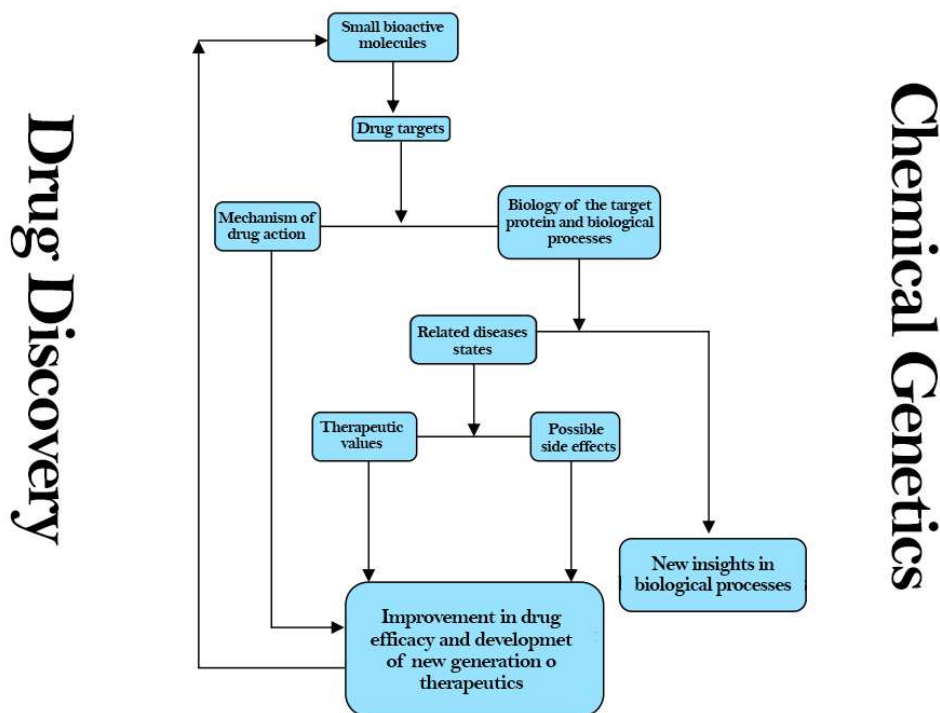 Small bioactive
molecules
Drug targets
Mechanism of
drug action
Biology of the target
protein and biological
processes
Related diseases
states
Therapeutic
values
Possible
side effects
New insights in
biological processes
Improvement in drug
efficacy and developmet
of new generation o
therapeutics
Drug Discovery
Chemical Genetics